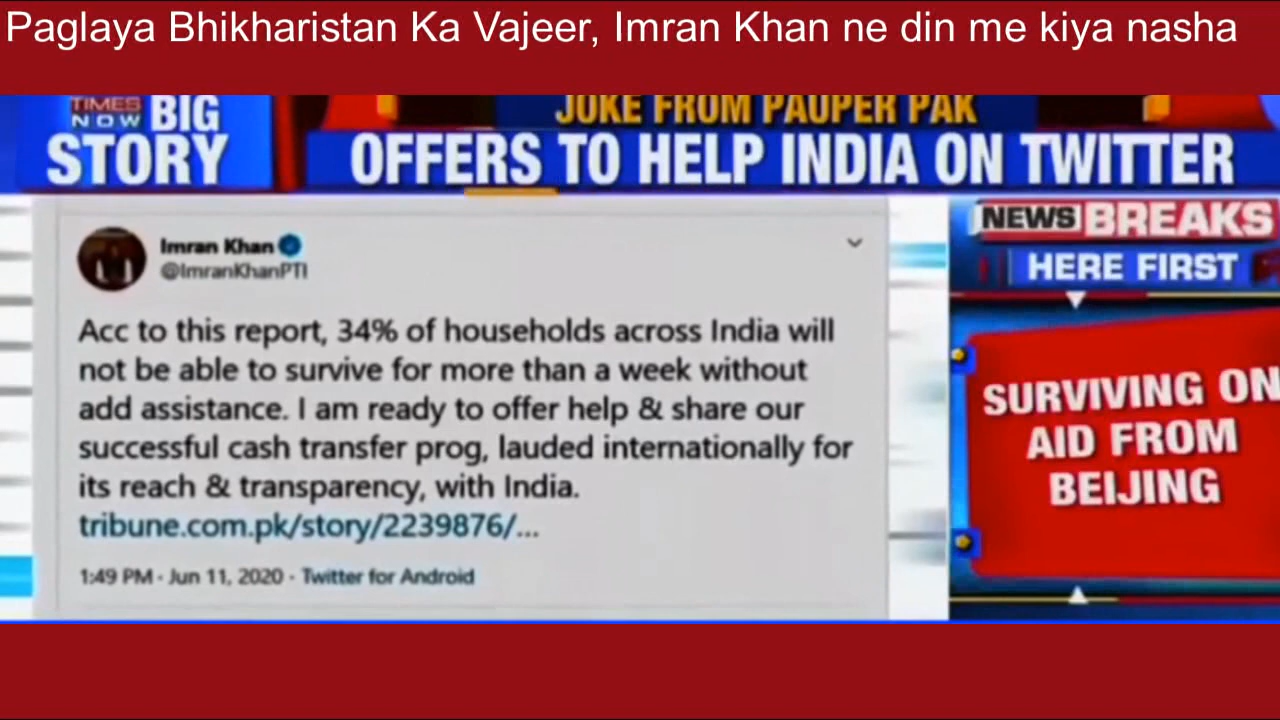 Paglaya Bhikharistan Ka Vajeer, Imran Khan ne din me kiya nasha
TIMES NOW BIG STORY
JOKE FROM PAUPER PAK
OFFERS TO HELP INDIA ON TWITTER
Imran Khan
@ImranKhanPTI
Acc to this report, 34% of households across India will
not be able to survive for more than a week without
add assistance. I am ready to offer help & share our
successful cash transfer prog, lauded internationally for
its reach & transparency, with India.
tribune.com.pk/story/2239876/...
1:49 PM · Jun 11, 2020 · Twitter for Android
NEWS BREAKS
HERE FIRST
SURVIVING ON
AID FROM
BEIJING